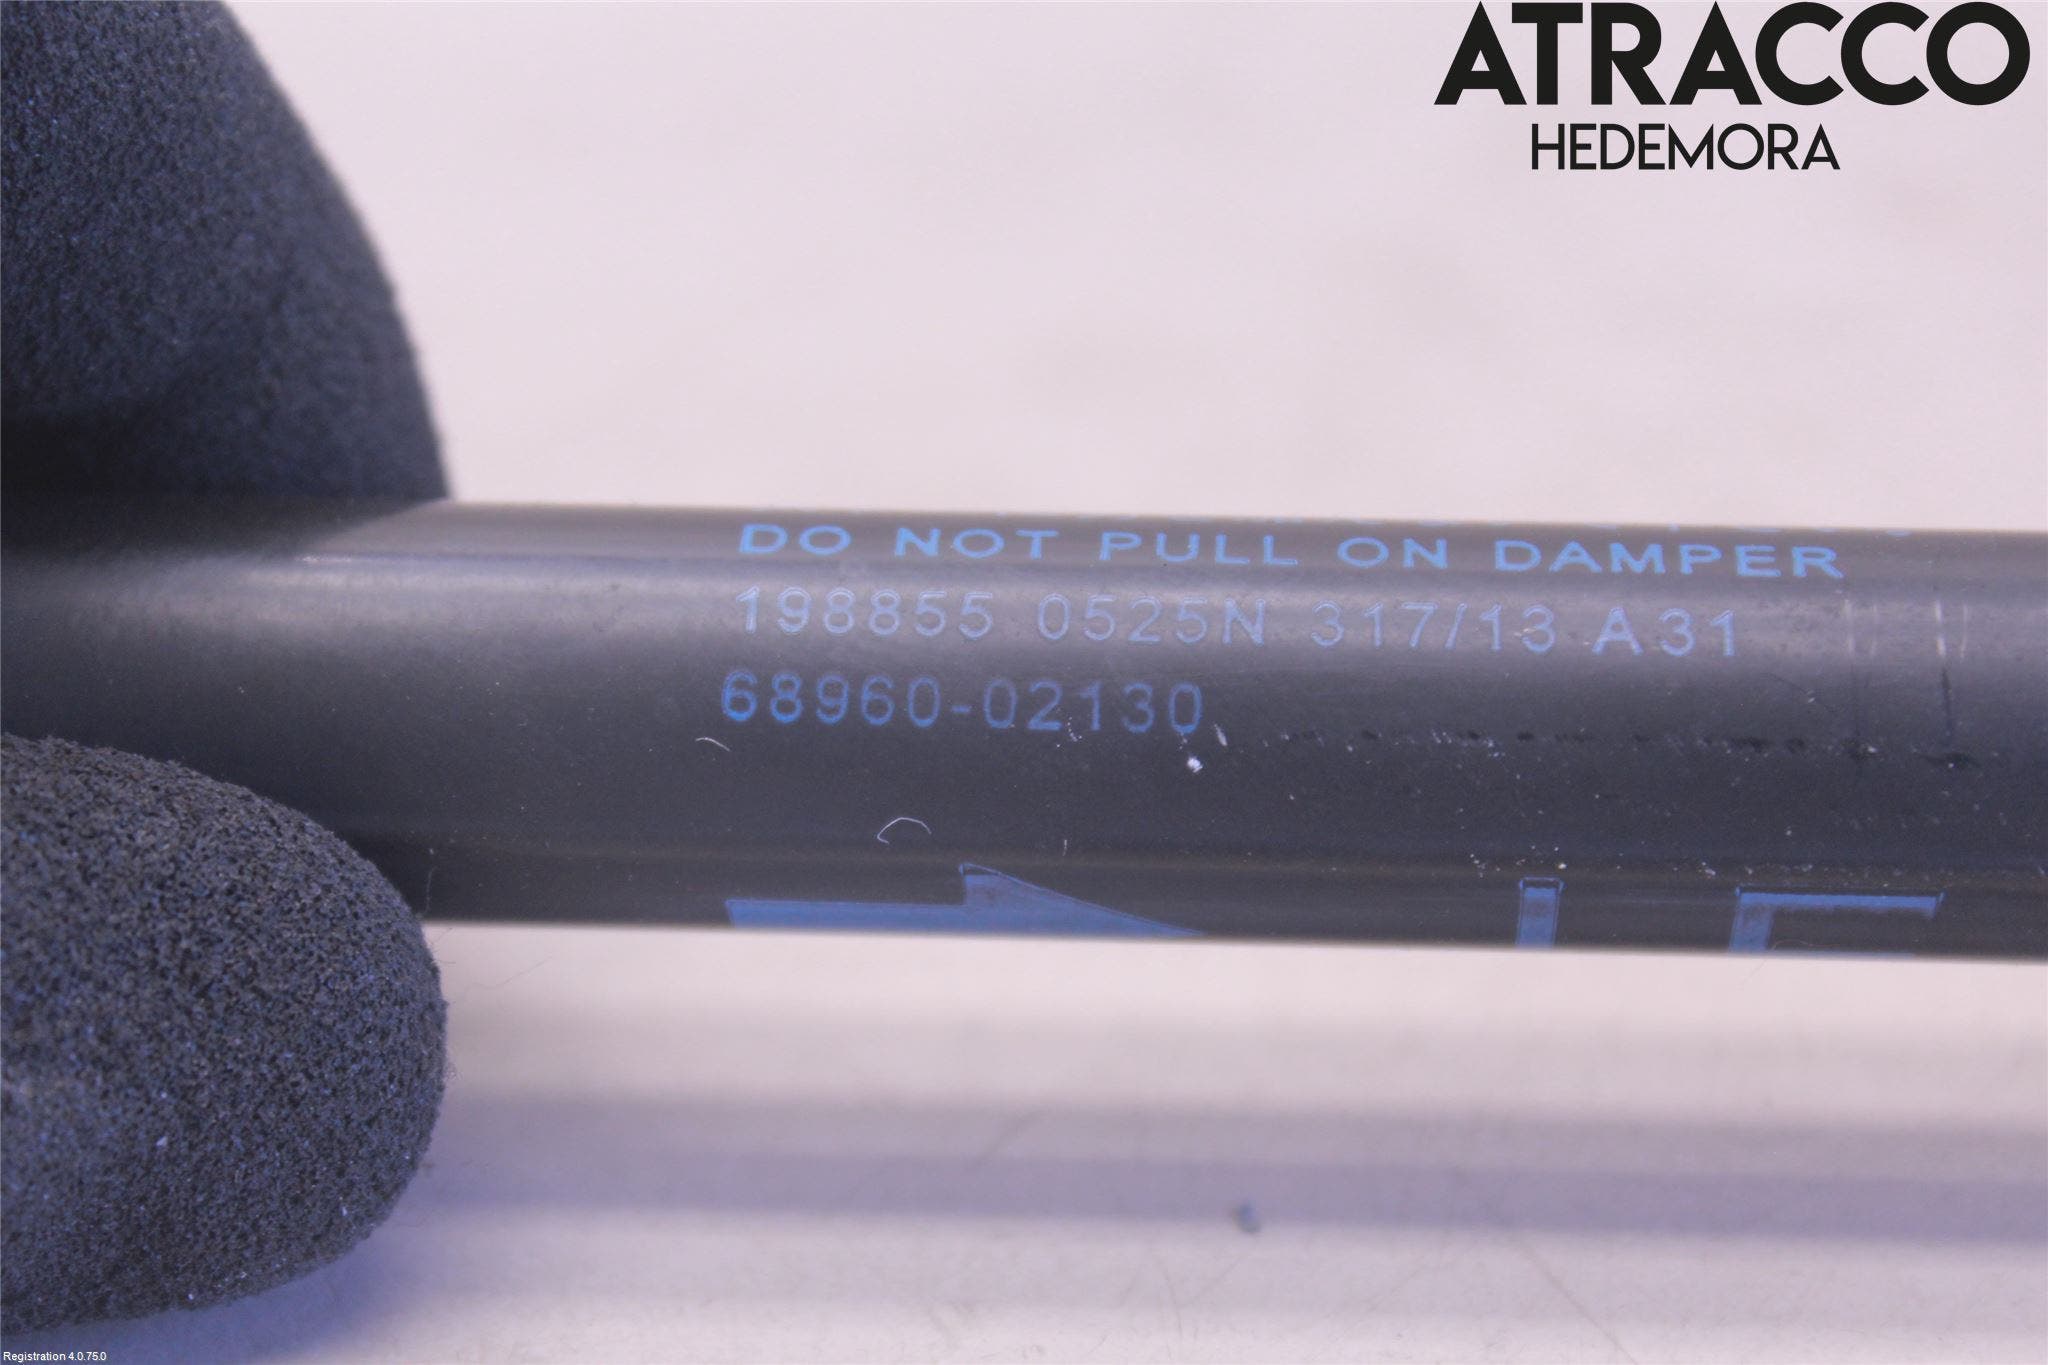 ATRACCO
HEDEMORA
DO NOT PULL ON DAMPER
198855 0525N 317/13 A31
68960-02130
Registration 4.0.75.0